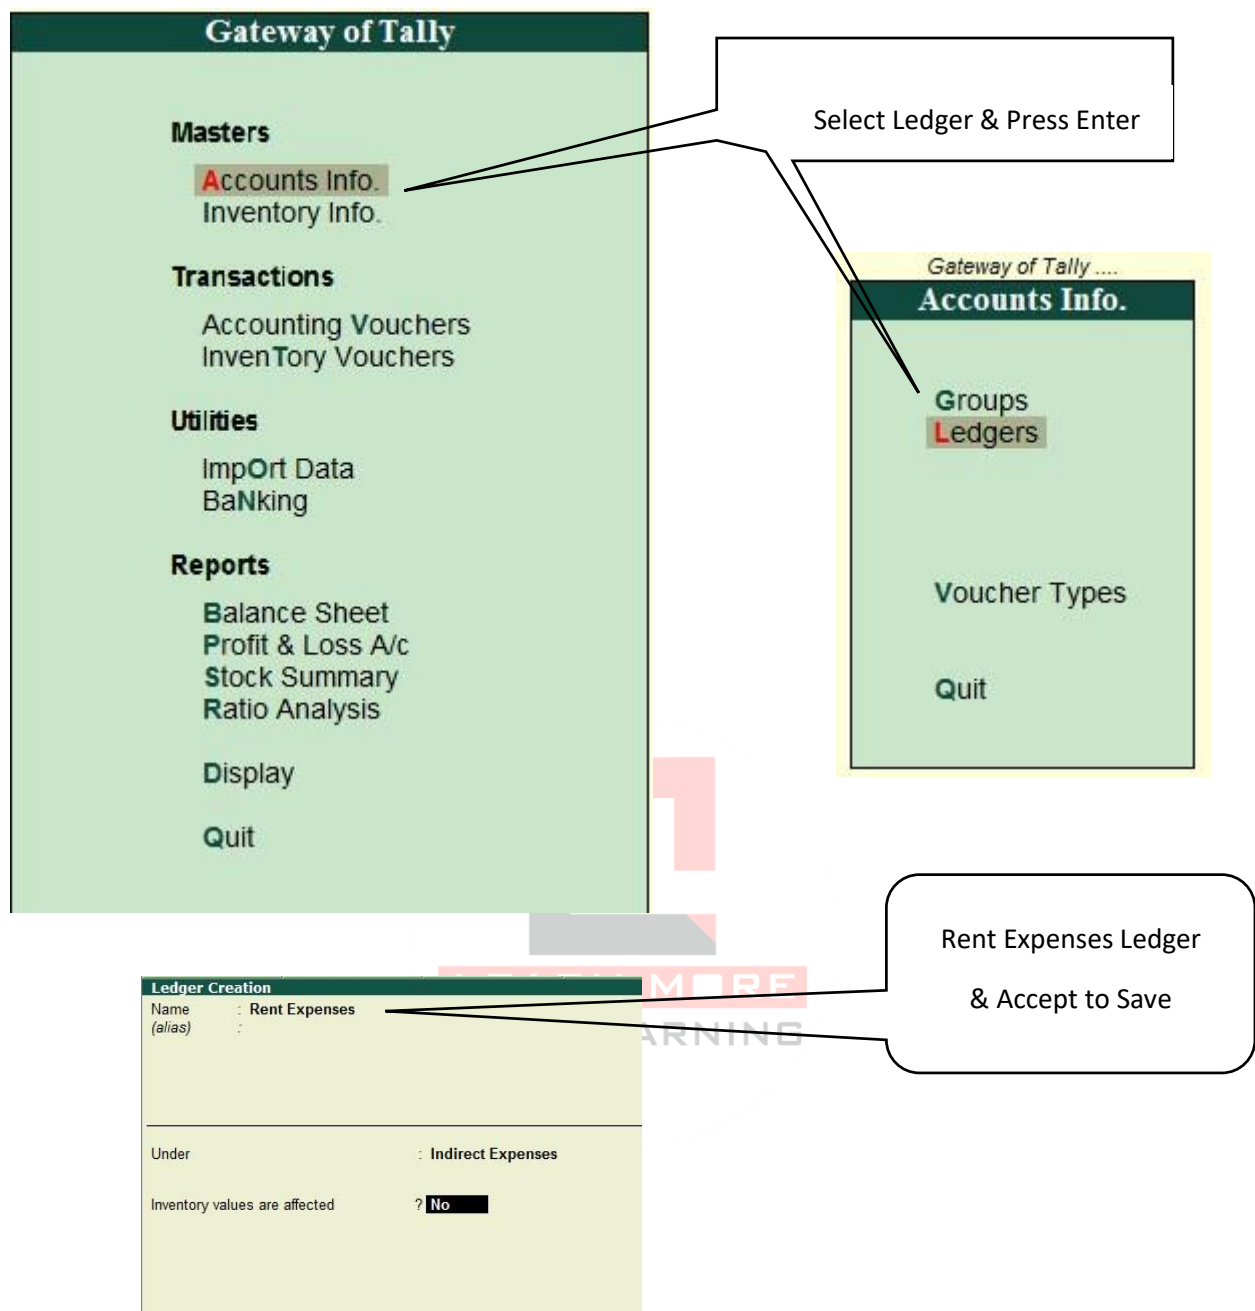 Gateway of Tally
Masters
Accounts Info.
Inventory Info.
Transactions
Accounting Vouchers
InvenTory Vouchers
Utilities
ImpOrt Data
BaNking
Reports
Balance Sheet
Profit & Loss A/c
Stock Summary
Ratio Analysis
Display
Quit
Select Ledger & Press Enter
Gateway of Tally ....
Accounts Info.
Groups
Ledgers
Voucher Types
Quit
Rent Expenses Ledger
& Accept to Save
Ledger Creation
Name : Rent Expenses
(alias) :
Under : Indirect Expenses
Inventory values are affected ? No
MORE